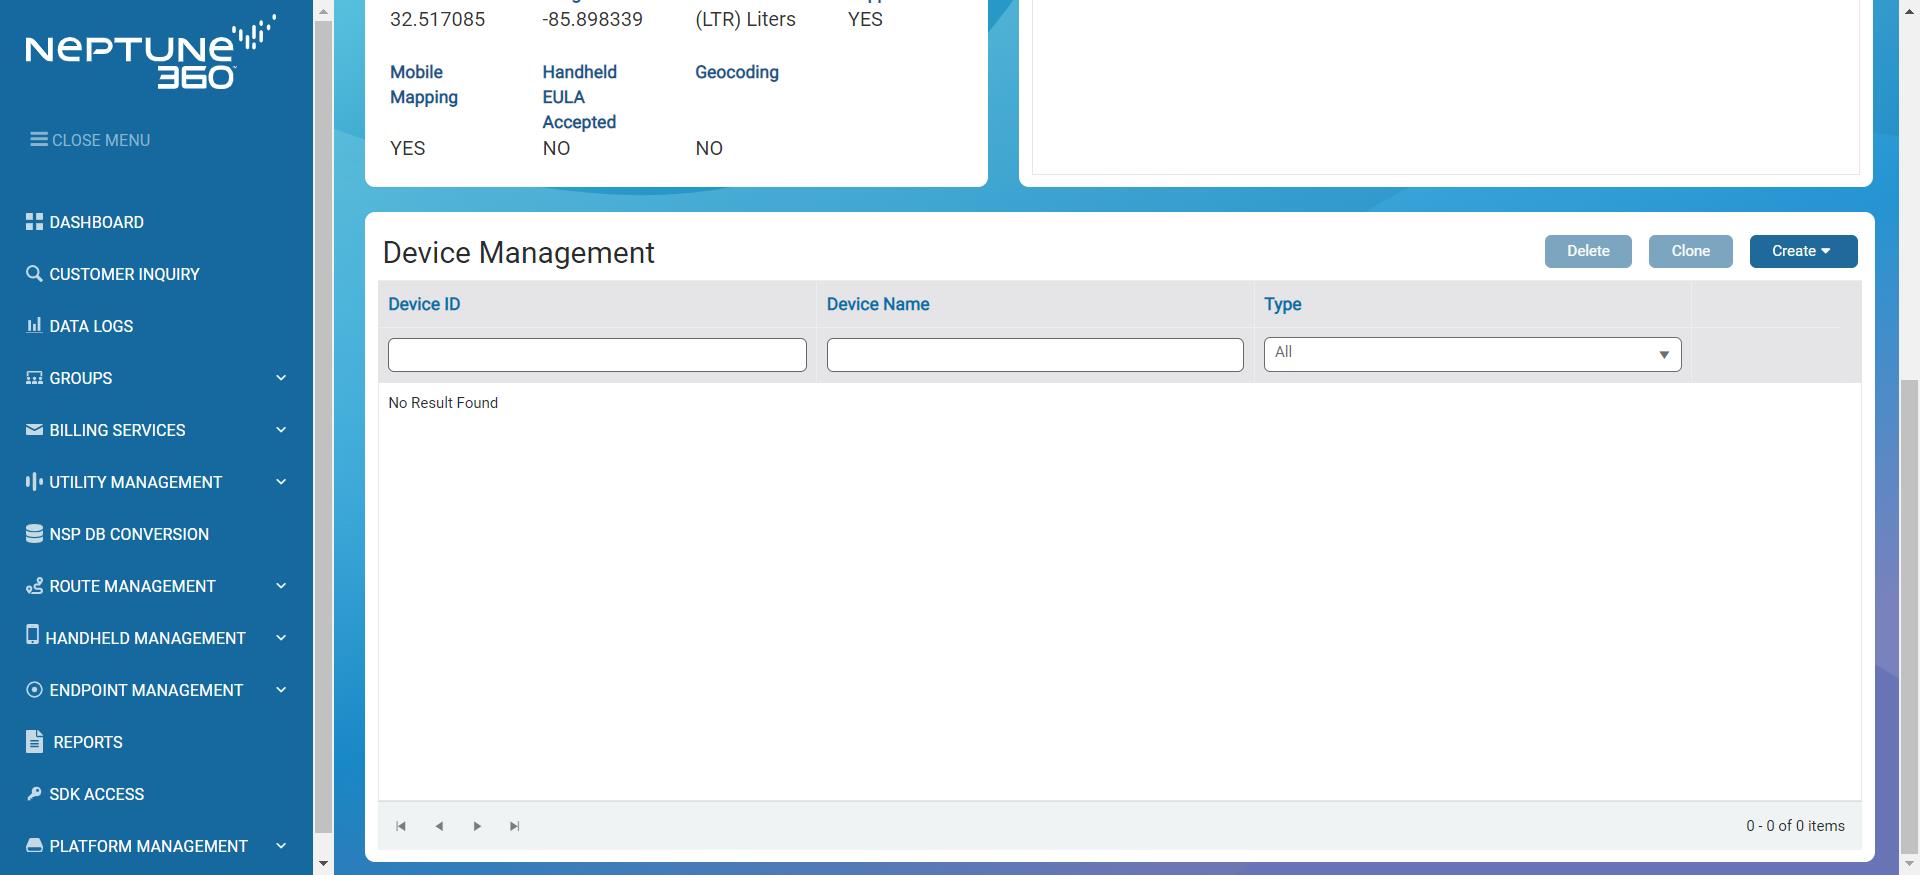 NEPTUNE
360
CLOSE MENU
DASHBOARD
CUSTOMER INQUIRY
DATA LOGS
GROUPS
BILLING SERVICES
UTILITY MANAGEMENT
NSP DB CONVERSION
ROUTE MANAGEMENT
HANDHELD MANAGEMENT
ENDPOINT MANAGEMENT
REPORTS
SDK ACCESS
PLATFORM MANAGEMENT
32.517085 -85.898339 (LTR) Liters YES
Mobile Mapping Handheld EULA Accepted Geocoding
YES NO NO
Device Management
Delete Clone Create
Device ID Device Name Type
All
No Result Found
0 - 0 of 0 items